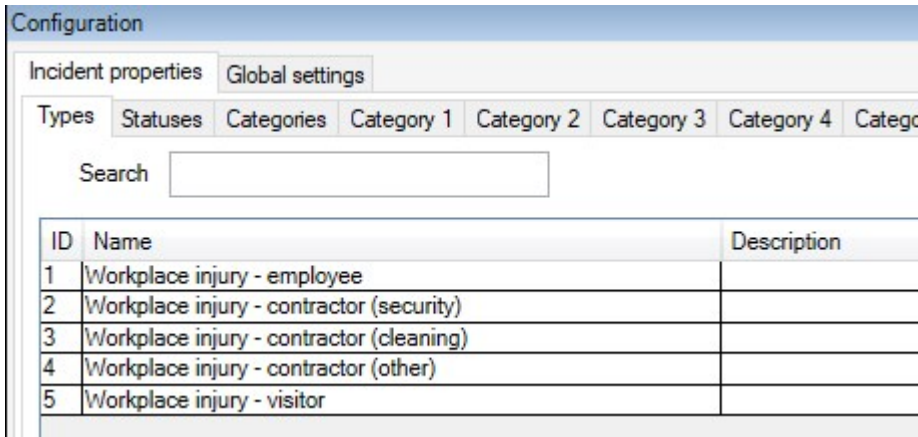 Configuration
Incident properties Global settings
Types Statuses Categories Category 1 Category 2 Category 3 Category 4 Catego
Search
ID Name Description
1 Workplace injury - employee
2 Workplace injury - contractor (security)
3 Workplace injury - contractor (cleaning)
4 Workplace injury - contractor (other)
5 Workplace injury - visitor